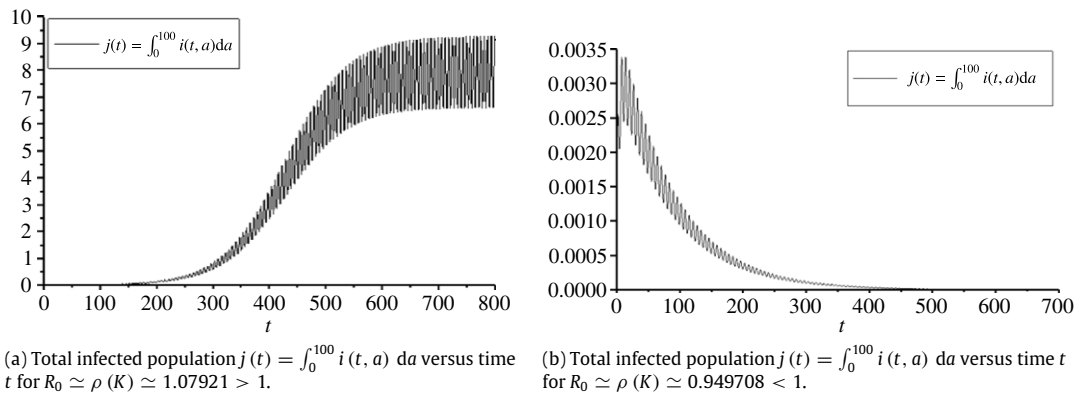 10
9
8
7
6
5
4
3
2
1
0
j(t) = ∫₀¹⁰⁰ i(t, a)da
0 100 200 300 400 500 600 700 800
t
(a) Total infected population j (t) = ∫₀¹⁰⁰ i (t, a) da versus time
t for R₀ ≃ ρ (K) ≃ 1.07921 > 1.
0.0035
0.0030
0.0025
0.0020
0.0015
0.0010
0.0005
0.0000
j(t) = ∫₀¹⁰⁰ i(t, a)da
0 100 200 300 400 500 600 700
t
(b) Total infected population j (t) = ∫₀¹⁰⁰ i (t, a) da versus time t
for R₀ ≃ ρ (K) ≃ 0.949708 < 1.